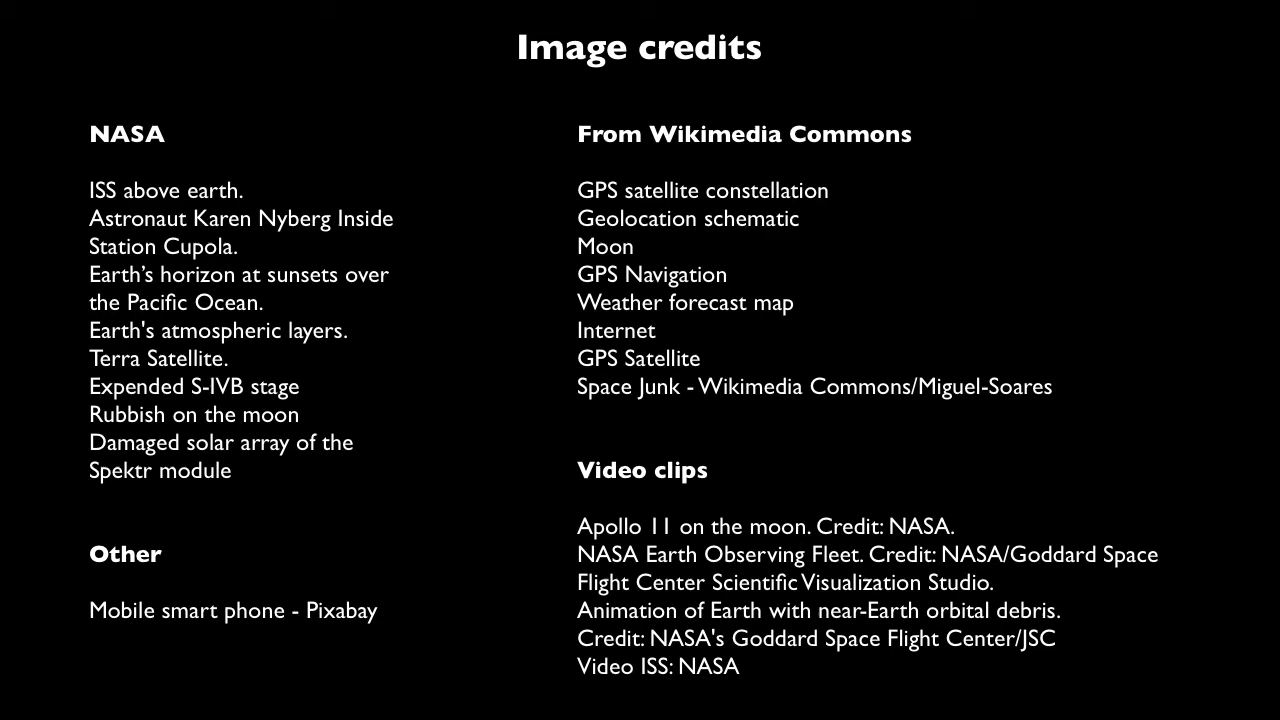 Image credits
NASA
ISS above earth.
Astronaut Karen Nyberg Inside
Station Cupola.
Earth’s horizon at sunsets over
the Pacific Ocean.
Earth's atmospheric layers.
Terra Satellite.
Expended S-IVB stage
Rubbish on the moon
Damaged solar array of the
Spektr module
Other
Mobile smart phone - Pixabay
From Wikimedia Commons
GPS satellite constellation
Geolocation schematic
Moon
GPS Navigation
Weather forecast map
Internet
GPS Satellite
Space Junk - Wikimedia Commons/Miguel-Soares
Video clips
Apollo 11 on the moon. Credit: NASA.
NASA Earth Observing Fleet. Credit: NASA/Goddard Space
Flight Center Scientific Visualization Studio.
Animation of Earth with near-Earth orbital debris.
Credit: NASA's Goddard Space Flight Center/JSC
Video ISS: NASA